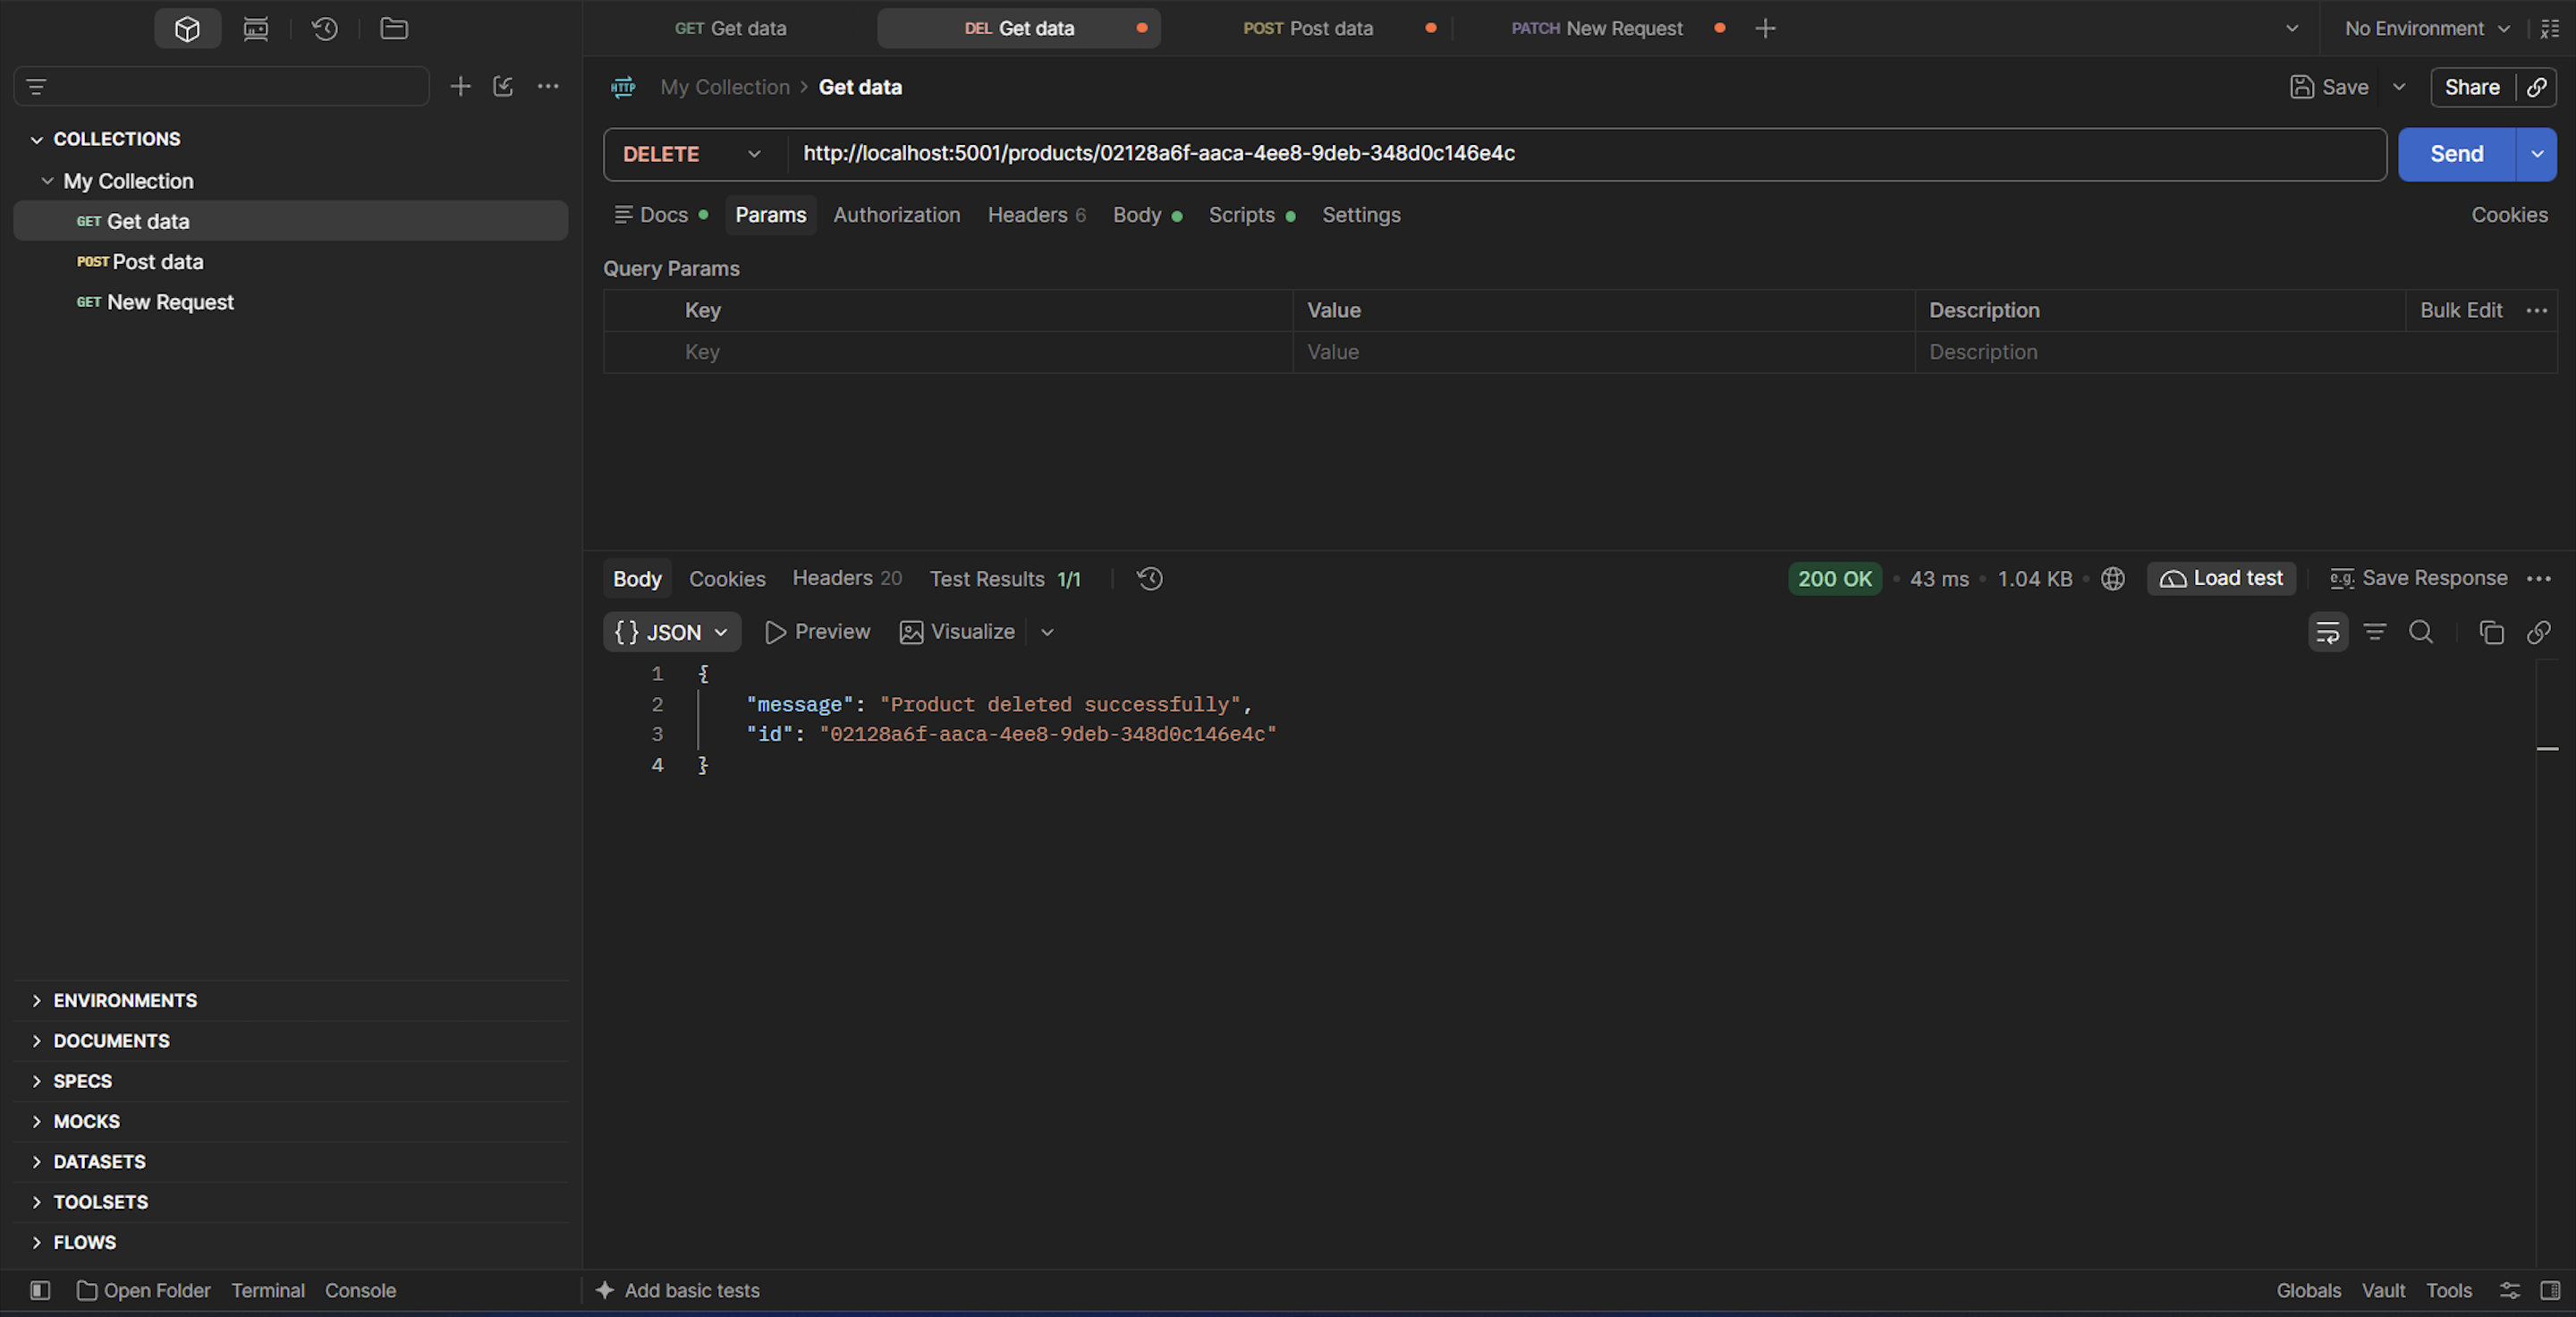 GET Get data
DEL Get data
POST Post data
PATCH New Request
No Environment
HTTP My Collection > Get data
Save
Share
COLLECTIONS
My Collection
GET Get data
POST Post data
GET New Request
DELETE http://localhost:5001/products/02128a6f-aaca-4ee8-9deb-348d0c146e4c
Send
Docs Params Authorization Headers 6 Body Scripts Settings Cookies
Query Params
Key Value Description Bulk Edit
Key Value Description
Body Cookies Headers 20 Test Results 1/1
200 OK • 43 ms • 1.04 KB • Load test
e.g. Save Response
{} JSON Preview Visualize
1 {
2 "message": "Product deleted successfully",
3 "id": "02128a6f-aaca-4ee8-9deb-348d0c146e4c"
4 }
ENVIRONMENTS
DOCUMENTS
SPECS
MOCKS
DATASETS
TOOLSETS
FLOWS
Open Folder Terminal Console
Add basic tests
Globals Vault Tools